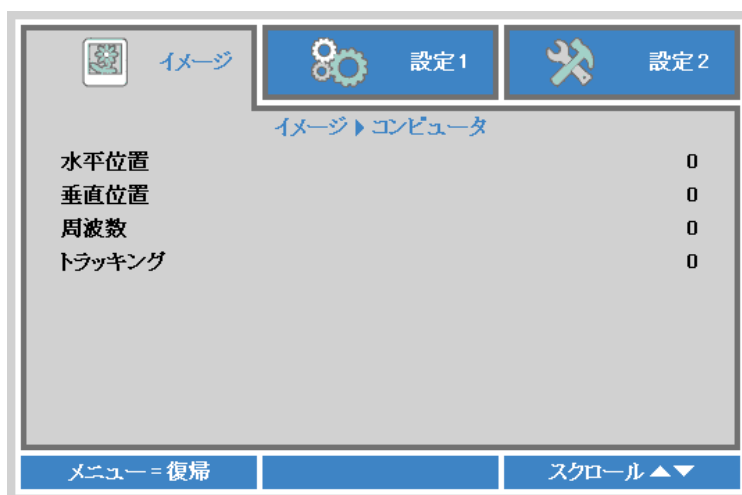 イメージ
設定1
設定2
イメージ▶コンピュータ
水平位置 0
垂直位置 0
周波数 0
トラッキング 0
メニュー=復帰
スクロール▲▼